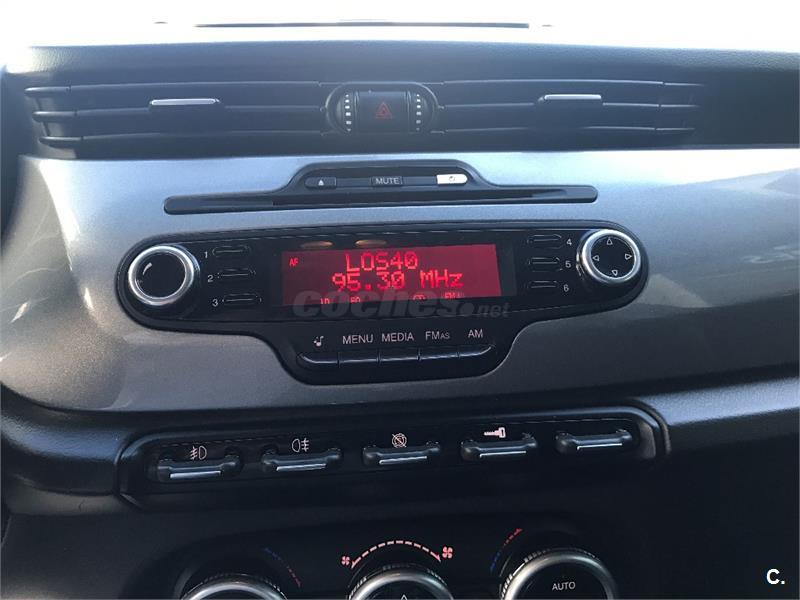 MUTE
1
2
3
AF
LOS40
95.30 MHz
4
5
6
coches.net
MENU MEDIA FMAS AM
AUTO
C.